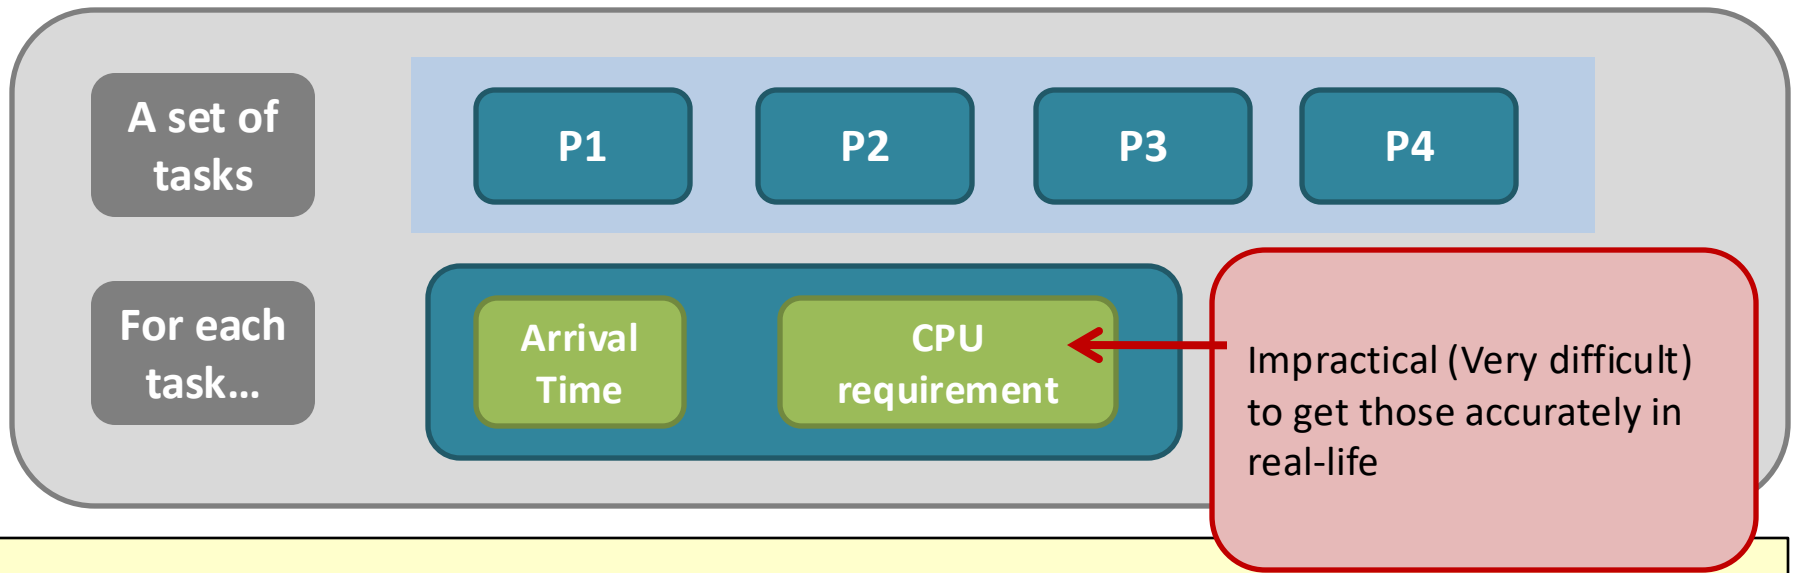 A set of
tasks
P1
P2
P3
P4
For each
task...
Arrival
Time
CPU
requirement
Impractical (Very difficult)
to get those accurately in
real-life